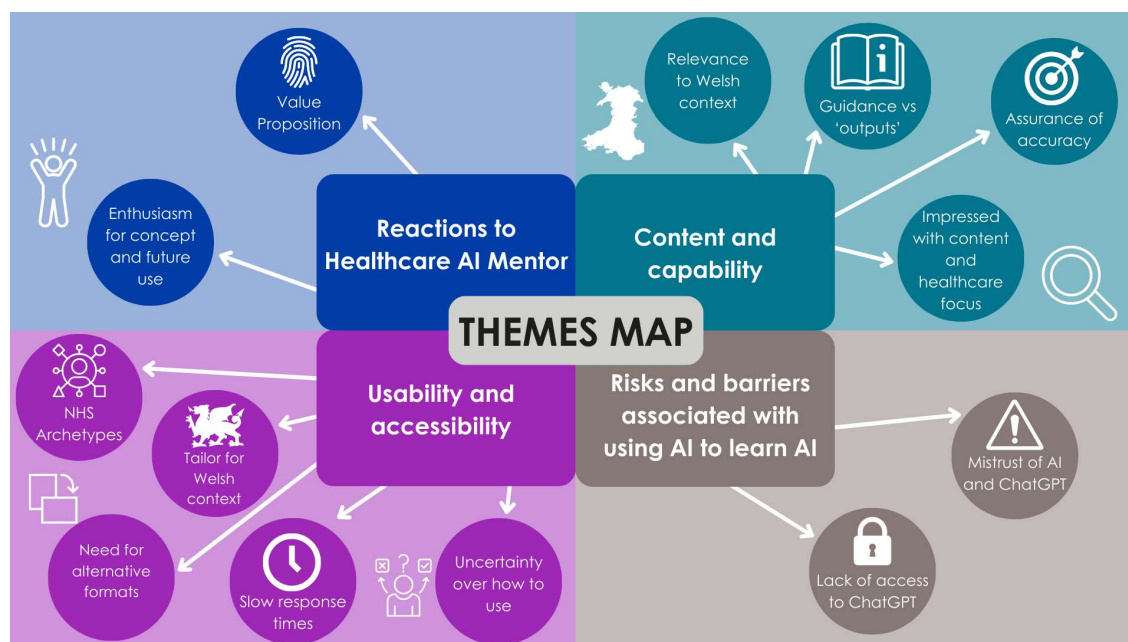 Value
Proposition
Enthusiasm
for concept
and future
use
Reactions to
Healthcare AI Mentor
Relevance
to Welsh
context
i
Guidance vs
‘outputs’
Assurance of
accuracy
Content and
capability
Impressed
with content
and
healthcare
focus
THEMES MAP
NHS
Archetypes
Tailor for
Welsh
context
Usability and
accessibility
Need for
alternative
formats
Slow response
times
?
Uncertainty
over how to
use
Risks and barriers
associated with
using AI to learn AI
!
Mistrust of AI
and ChatGPT
Lack of access
to ChatGPT